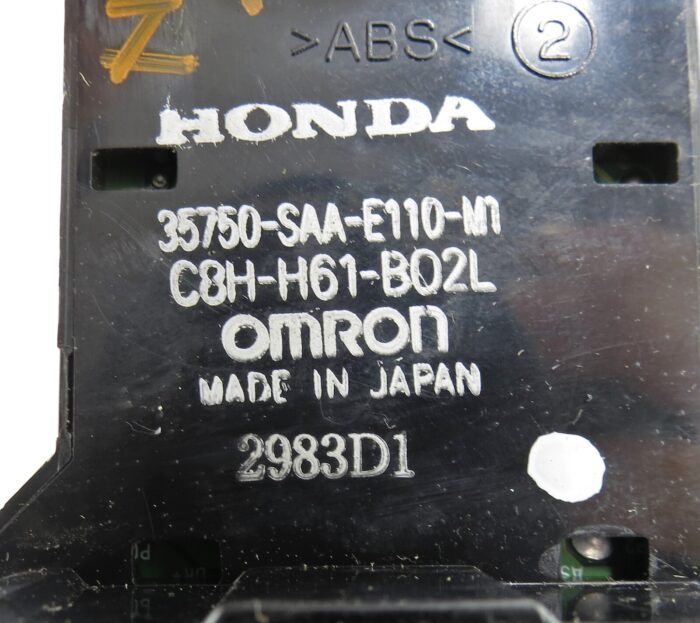 Z
>ABS< 2
HONDA
35750-SAA-E110-M1
C8H-H61-B02L
omron
MADE IN JAPAN
2983D1